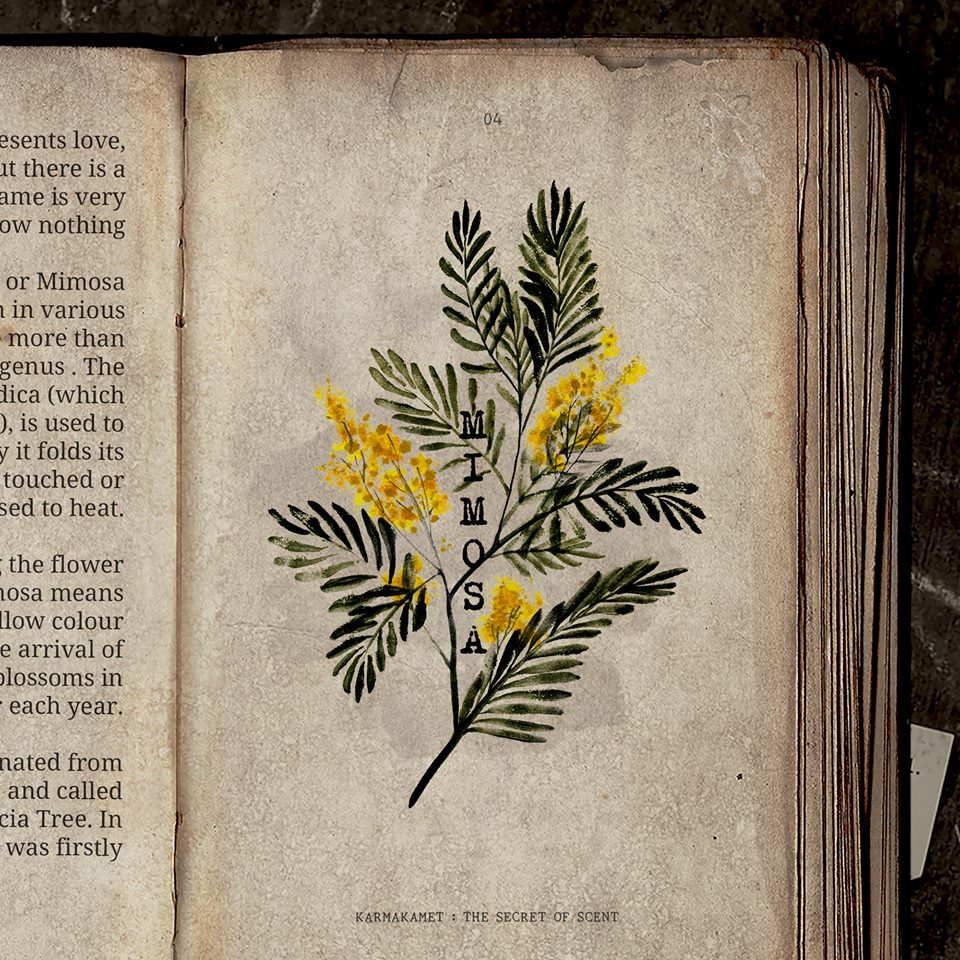 esents love,
ut there is a
ame is very
ow nothing
or Mimosa
n in various
more than
genus . The
dica (which
), is used to
y it folds its
touched or
sed to heat.
g the flower
nosa means
llow colour
e arrival of
blossoms in
r each year.
nated from
and called
cia Tree. In
was firstly
04
MIMOSA
KARMAKAMET : THE SECRET OF SCENT